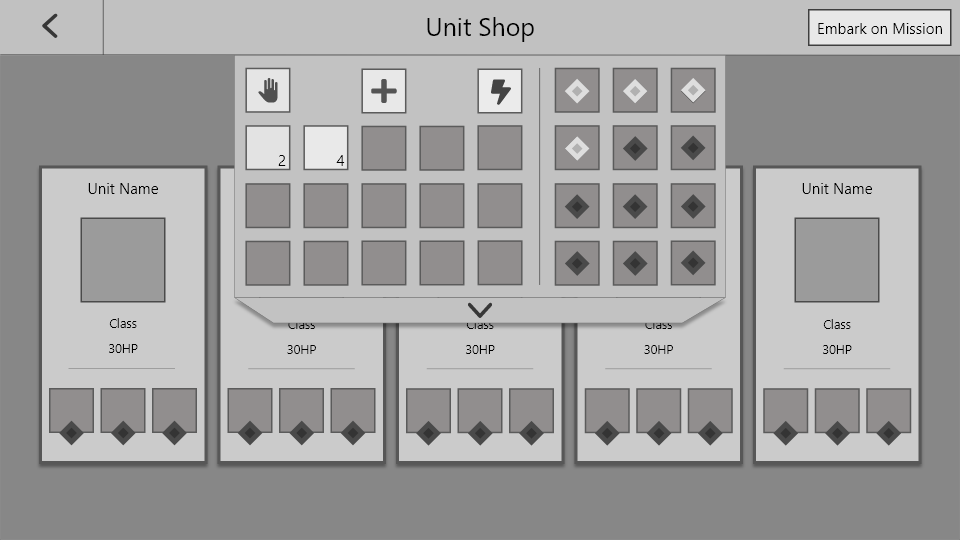 Unit Shop
Embark on Mission
2
4
Unit Name
Unit Name
Class
Class
Class
Class
Class
30HP
30HP
30HP
30HP
30HP